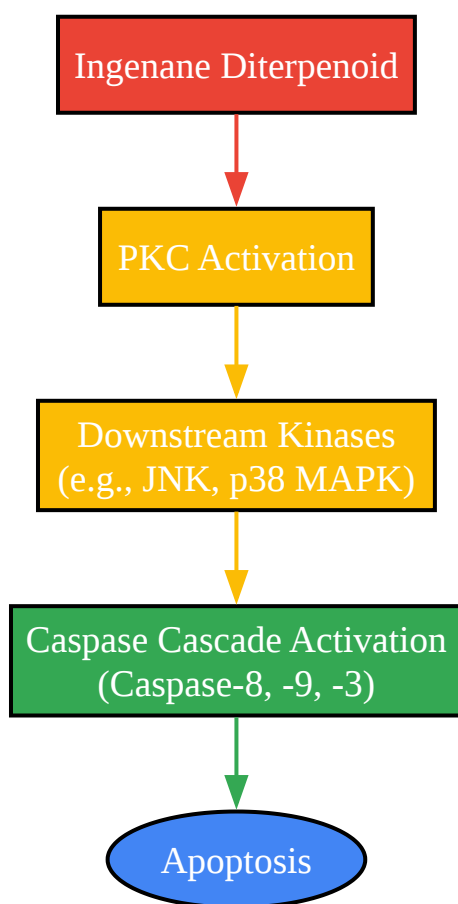 Ingenane Diterpenoid
PKC Activation
Downstream Kinases
(e.g., JNK, p38 MAPK)
Caspase Cascade Activation
(Caspase-8, -9, -3)
Apoptosis